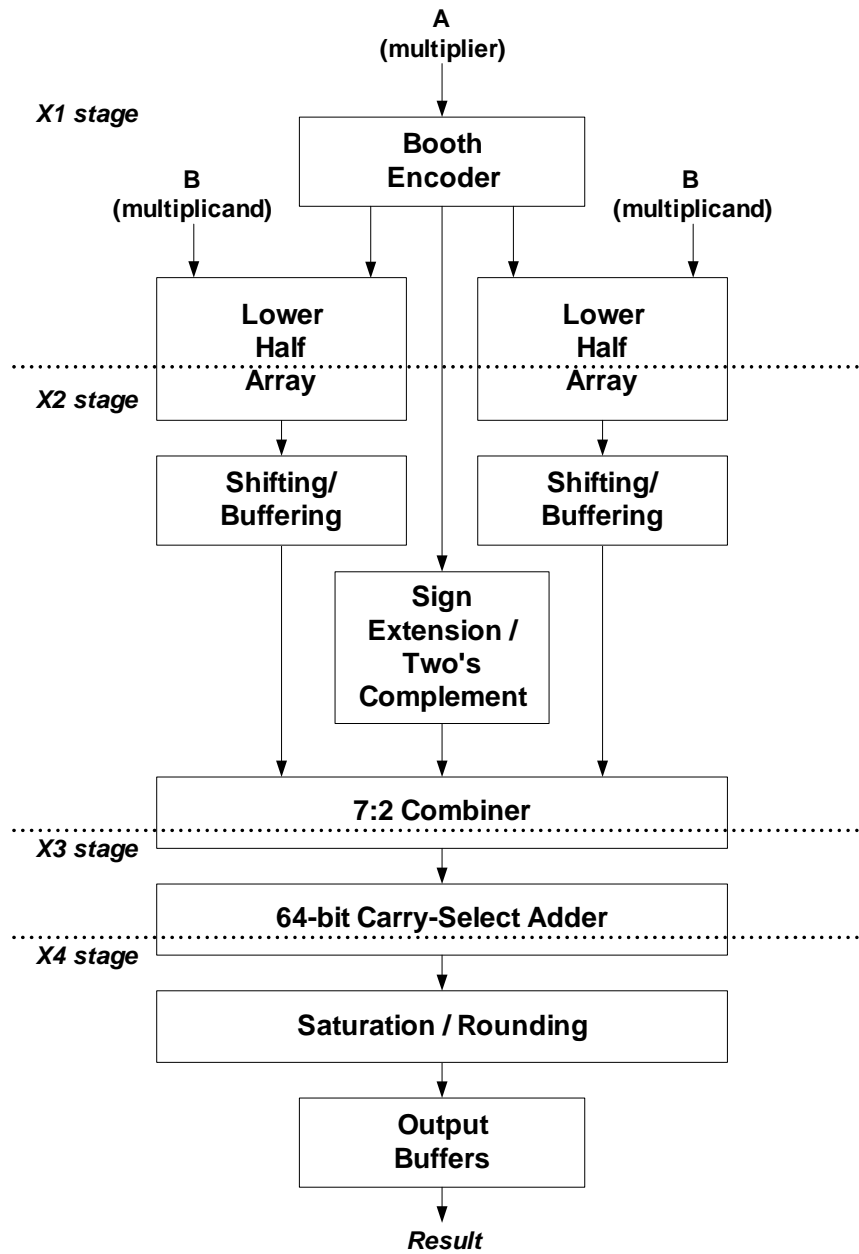 A
(multiplier)
X1 stage
Booth
Encoder
B
(multiplicand)
B
(multiplicand)
Lower
Half
Array
Lower
Half
Array
X2 stage
Shifting/
Buffering
Shifting/
Buffering
Sign
Extension /
Two's
Complement
7:2 Combiner
X3 stage
64-bit Carry-Select Adder
X4 stage
Saturation / Rounding
Output
Buffers
Result